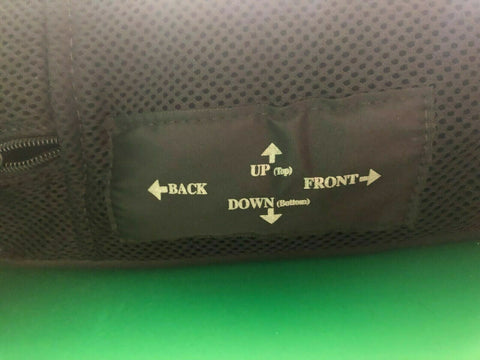 UP (Top)
BACK
FRONT
DOWN (Bottom)